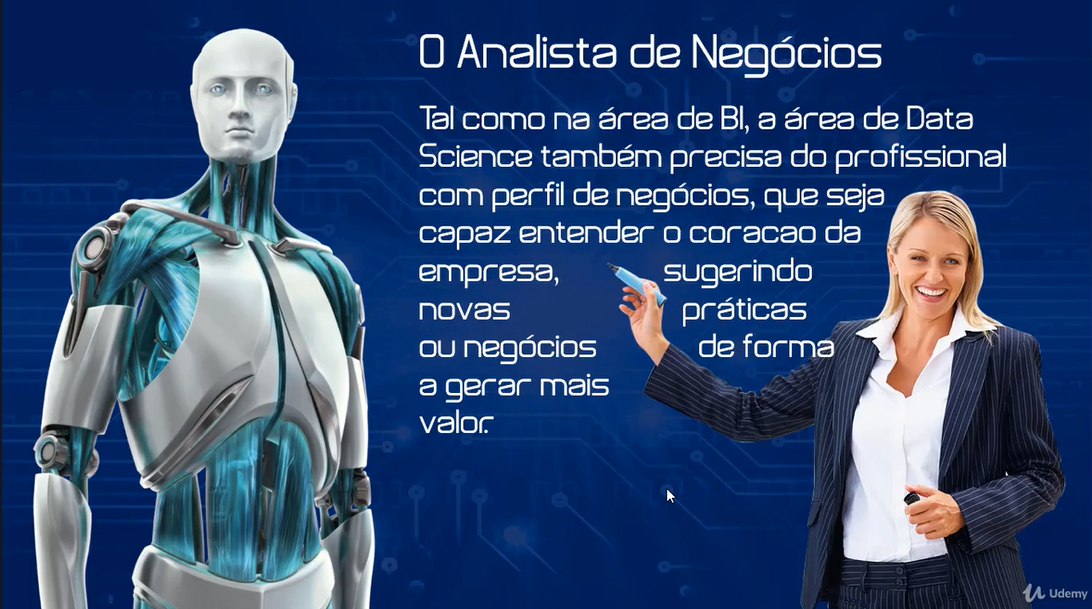 O Analista de Negócios
Tal como na área de BI, a área de Data
Science também precisa do profissional
com perfil de negócios, que seja
capaz entender o coracao da
empresa, sugerindo
novas práticas
ou negócios de forma
a gerar mais
valor.
Udemy